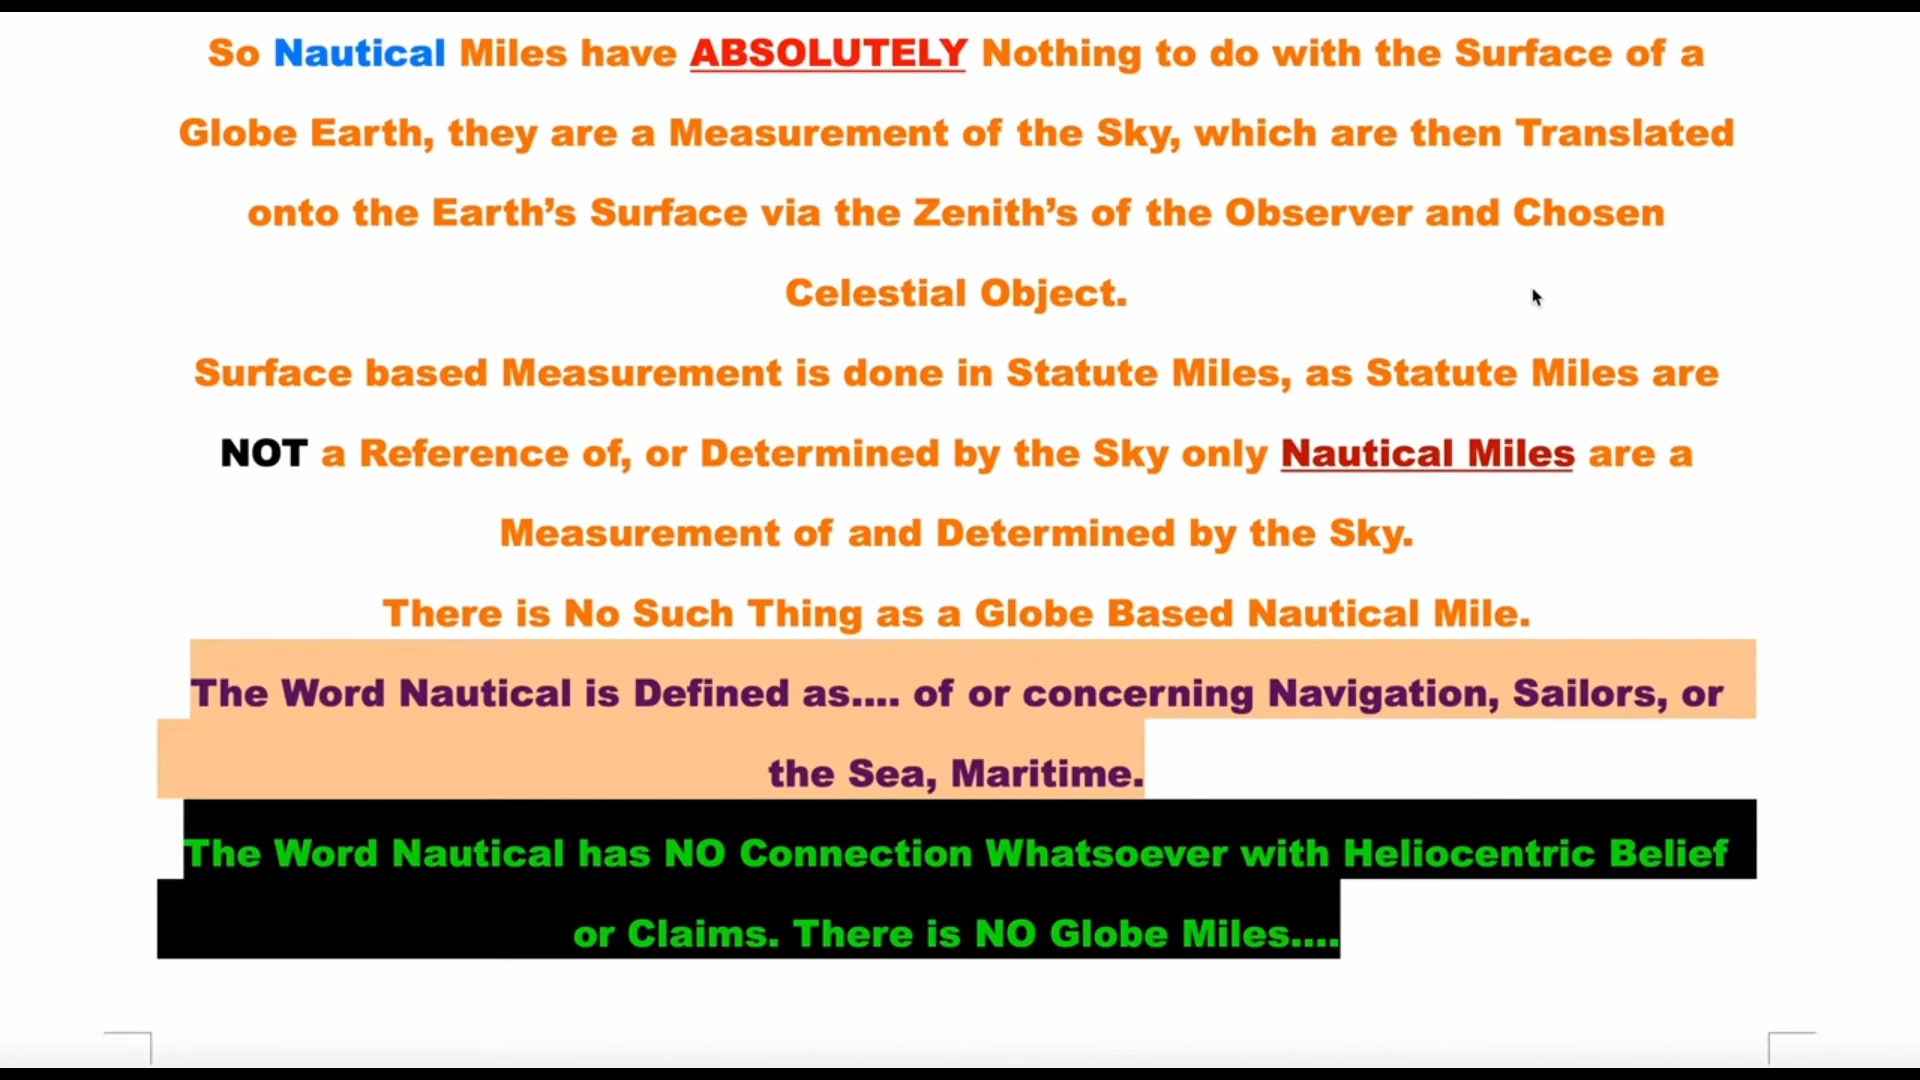 So Nautical Miles have ABSOLUTELY Nothing to do with the Surface of a
Globe Earth, they are a Measurement of the Sky, which are then Translated
onto the Earth’s Surface via the Zenith’s of the Observer and Chosen
Celestial Object.
Surface based Measurement is done in Statute Miles, as Statute Miles are
NOT a Reference of, or Determined by the Sky only Nautical Miles are a
Measurement of and Determined by the Sky.
There is No Such Thing as a Globe Based Nautical Mile.
The Word Nautical is Defined as.... of or concerning Navigation, Sailors, or
the Sea, Maritime.
The Word Nautical has NO Connection Whatsoever with Heliocentric Belief
or Claims. There is NO Globe Miles....